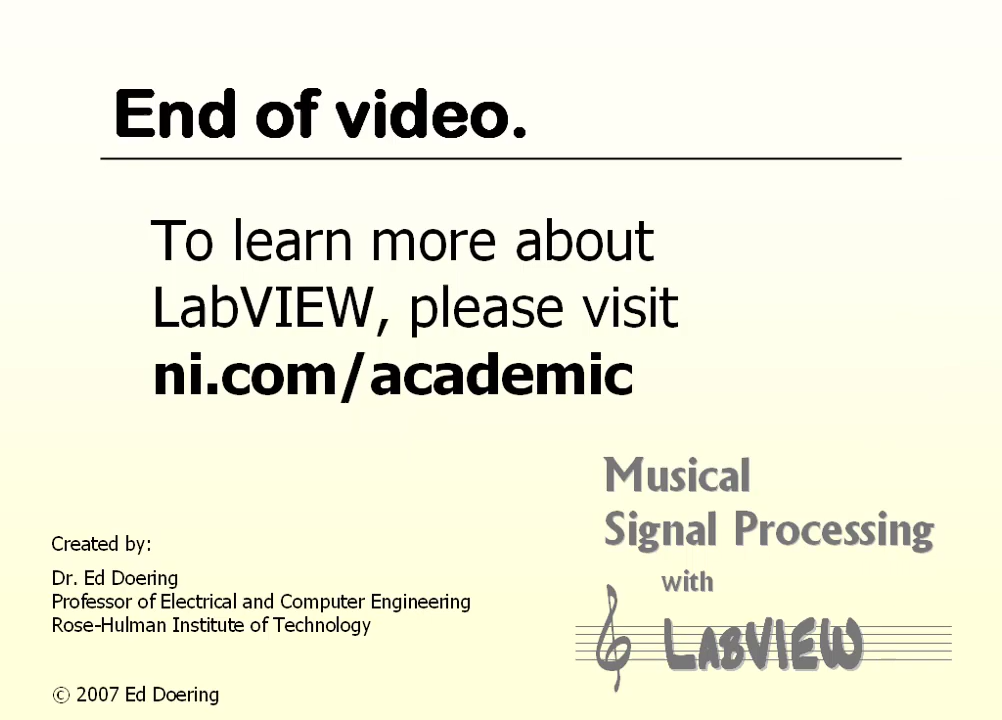 End of video.
To learn more about
LabVIEW, please visit
ni.com/academic
Musical
Signal Processing
with
LABVIEW
Created by:
Dr. Ed Doering
Professor of Electrical and Computer Engineering
Rose-Hulman Institute of Technology
© 2007 Ed Doering